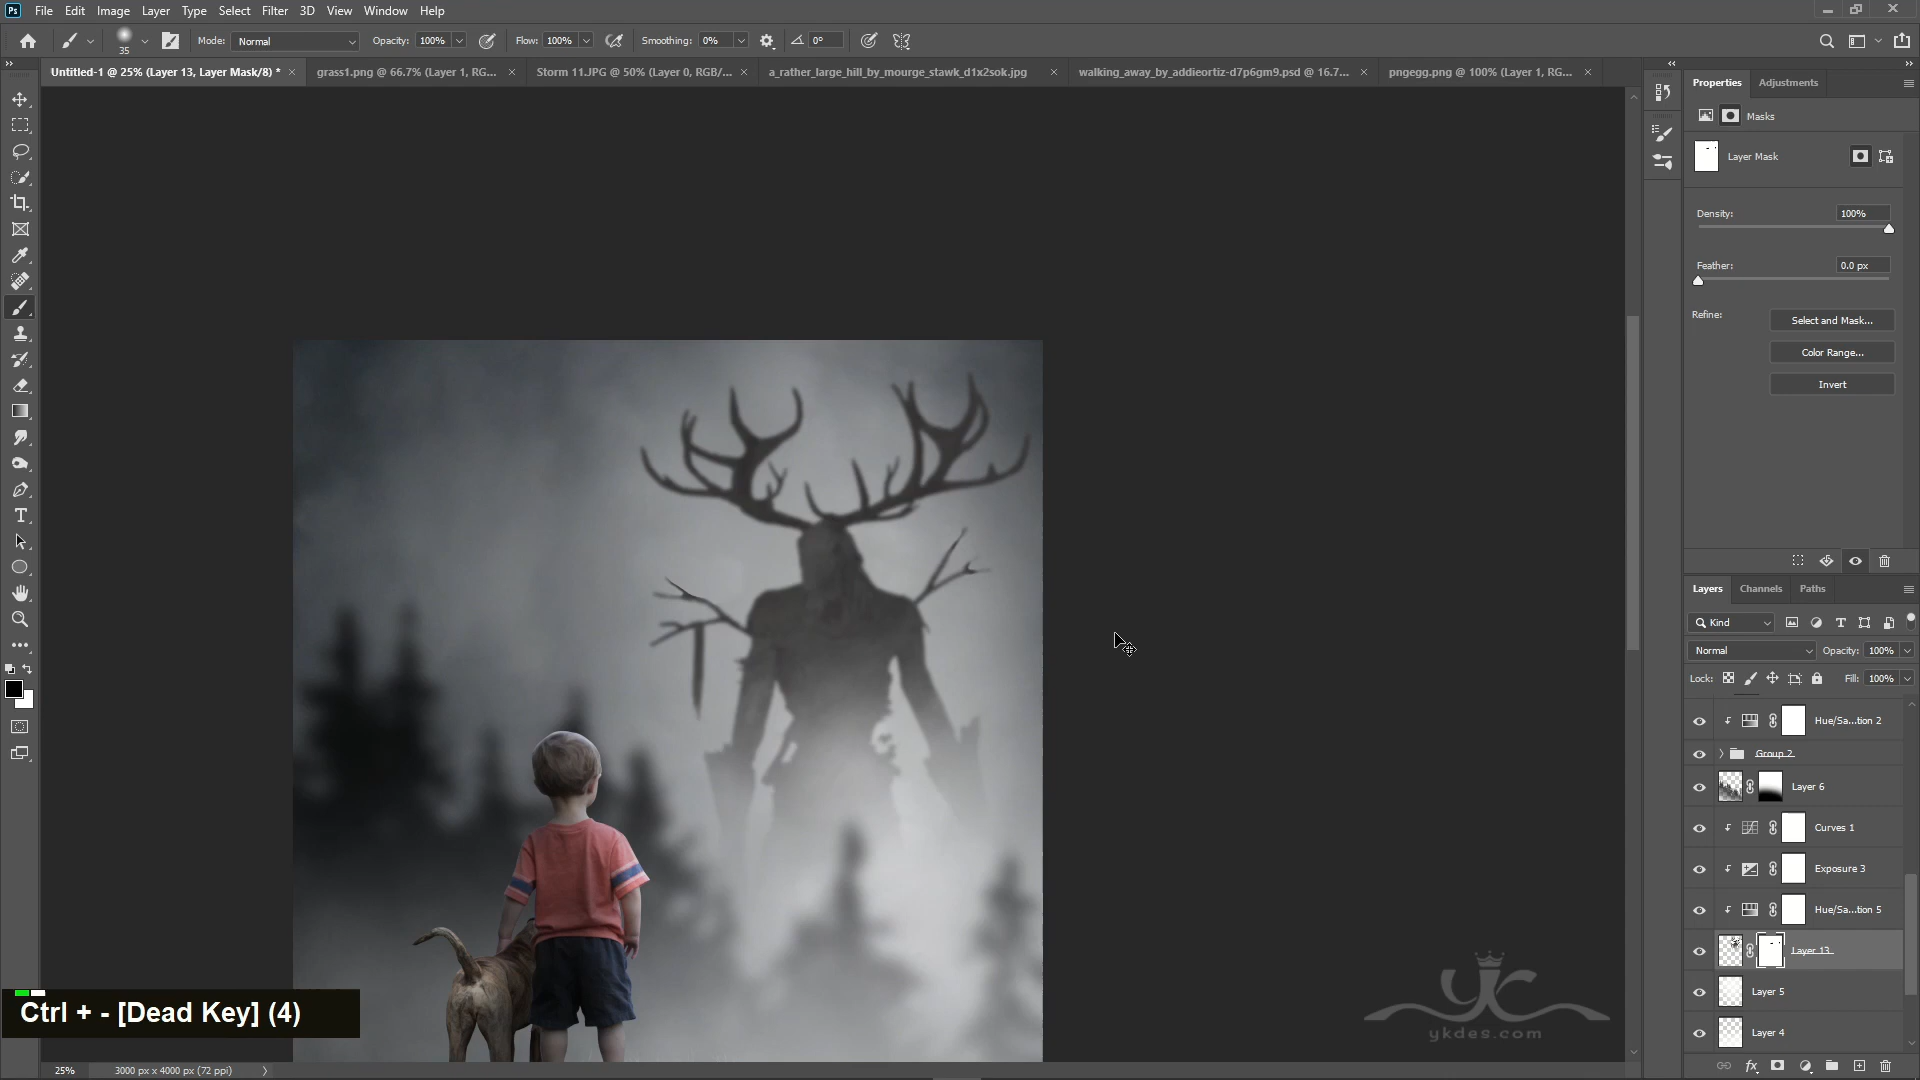 Ps File Edit Image Layer Type Select Filter 3D View Window Help
35 Mode: Normal Opacity: 100% Flow: 100% Smoothing: 0% 0°
Untitled-1 @ 25% (Layer 13, Layer Mask/8) * × grass1.png @ 66.7% (Layer 1, RG... × Storm 11.JPG @ 50% (Layer 0, RGB/... × a_rather_large_hill_by_mourge_stawk_d1x2sok.jpg × walking_away_by_addieortiz-d7p6gm9.psd @ 16.7... × pngegg.png @ 100% (Layer 1, RG... ×
Properties Adjustments
Masks
Layer Mask
Density: 100%
Feather: 0.0 px
Refine: Select and Mask...
Color Range...
Invert
Layers Channels Paths
Kind
Normal Opacity: 100%
Lock: Fill: 100%
Hue/Sa...tion 2
Group 2
Layer 6
Curves 1
Exposure 3
Hue/Sa...tion 5
Layer 13
Layer 5
Layer 4
Ctrl + - [Dead Key] (4)
yc
ykdes.com
25% 3000 px x 4000 px (72 ppi)
fx